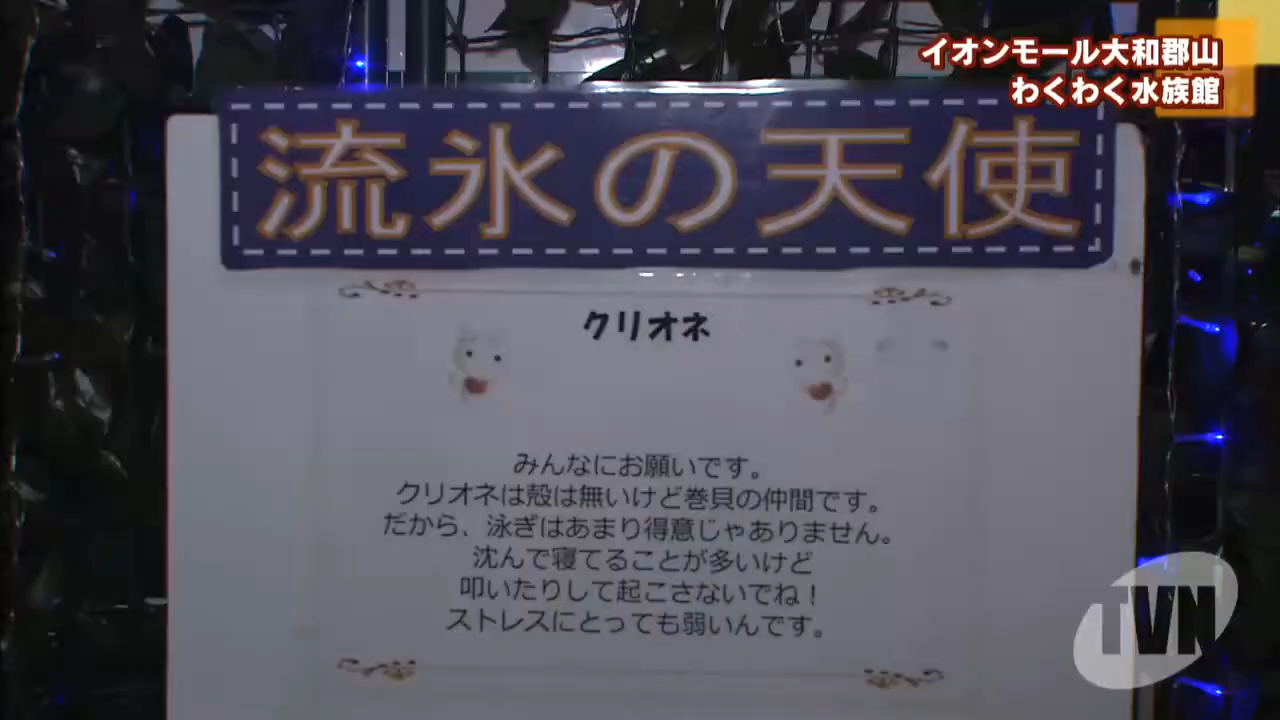 イオンモール大和郡山
わくわく水族館
流氷の天使
クリオネ
みんなにお願いです。
クリオネは殻は無いけど巻貝の仲間です。
だから、泳ぎはあまり得意じゃありません。
沈んで寝てることが多いけど
叩いたりして起こさないでね！
ストレスにとっても弱いんです。
TVN